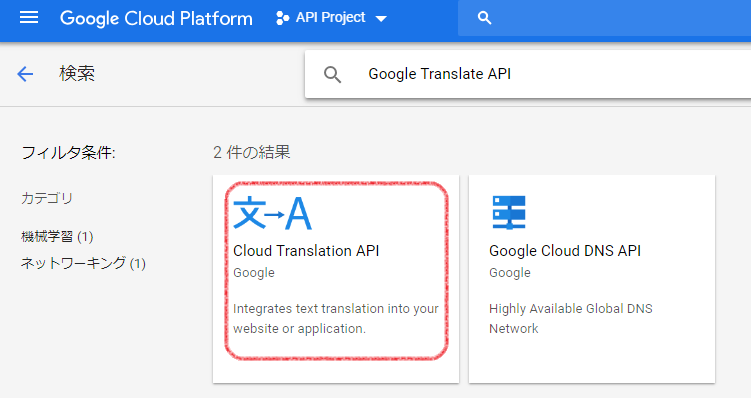 Google Cloud Platform
API Project
検索
Google Translate API
フィルタ条件:
2 件の結果
カテゴリ
機械学習 (1)
ネットワーキング (1)
文→A
Cloud Translation API
Google
Integrates text translation into your
website or application.
Google Cloud DNS API
Google
Highly Available Global DNS
Network